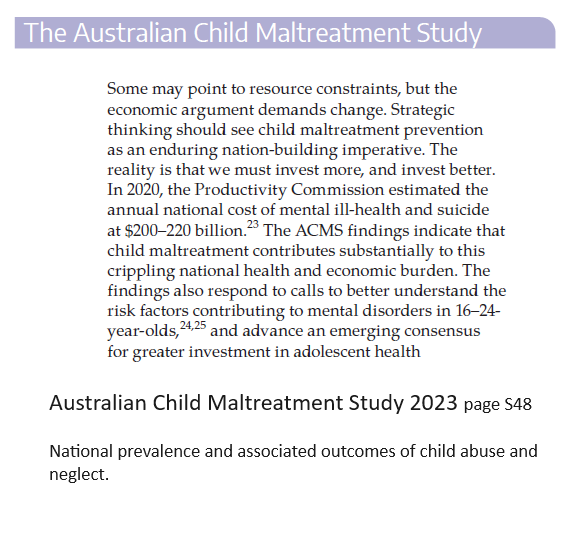 The Australian Child Maltreatment Study
Some may point to resource constraints, but the
economic argument demands change. Strategic
thinking should see child maltreatment prevention
as an enduring nation-building imperative. The
reality is that we must invest more, and invest better.
In 2020, the Productivity Commission estimated the
annual national cost of mental ill-health and suicide
at $200–220 billion.23 The ACMS findings indicate that
child maltreatment contributes substantially to this
crippling national health and economic burden. The
findings also respond to calls to better understand the
risk factors contributing to mental disorders in 16–24-
year-olds,24,25 and advance an emerging consensus
for greater investment in adolescent health
Australian Child Maltreatment Study 2023 page S48
National prevalence and associated outcomes of child abuse and
neglect.